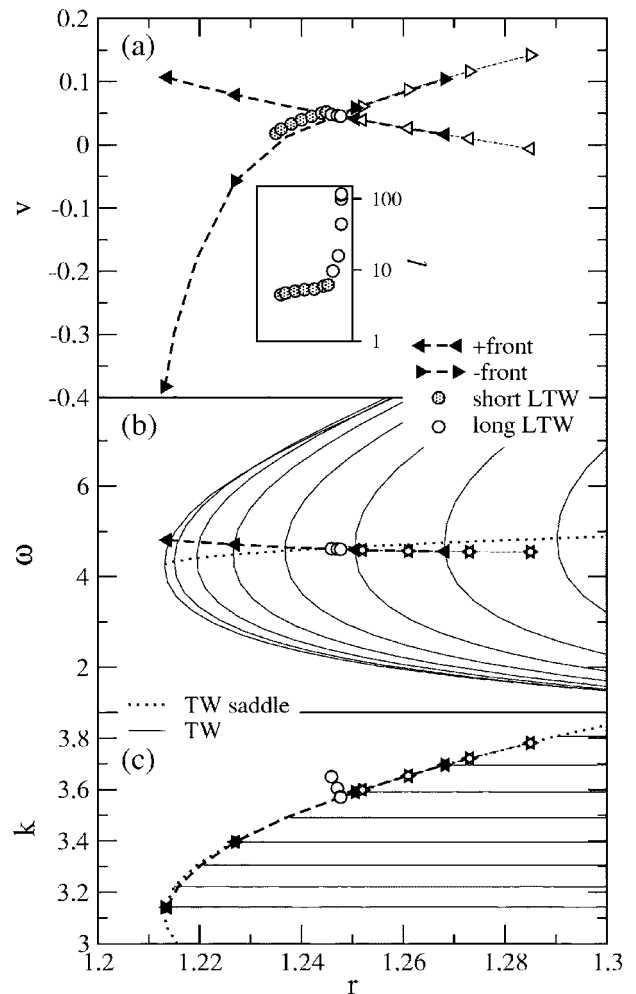 (a)
0.2
0.1
0
-0.1
-0.2
-0.3
-0.4
v
100
10
1
l
+front
-front
short LTW
long LTW
(b)
6
4
2
ω
TW saddle
TW
(c)
3.8
3.6
3.4
3.2
3
k
1.2 1.22 1.24 1.26 1.28 1.3
r